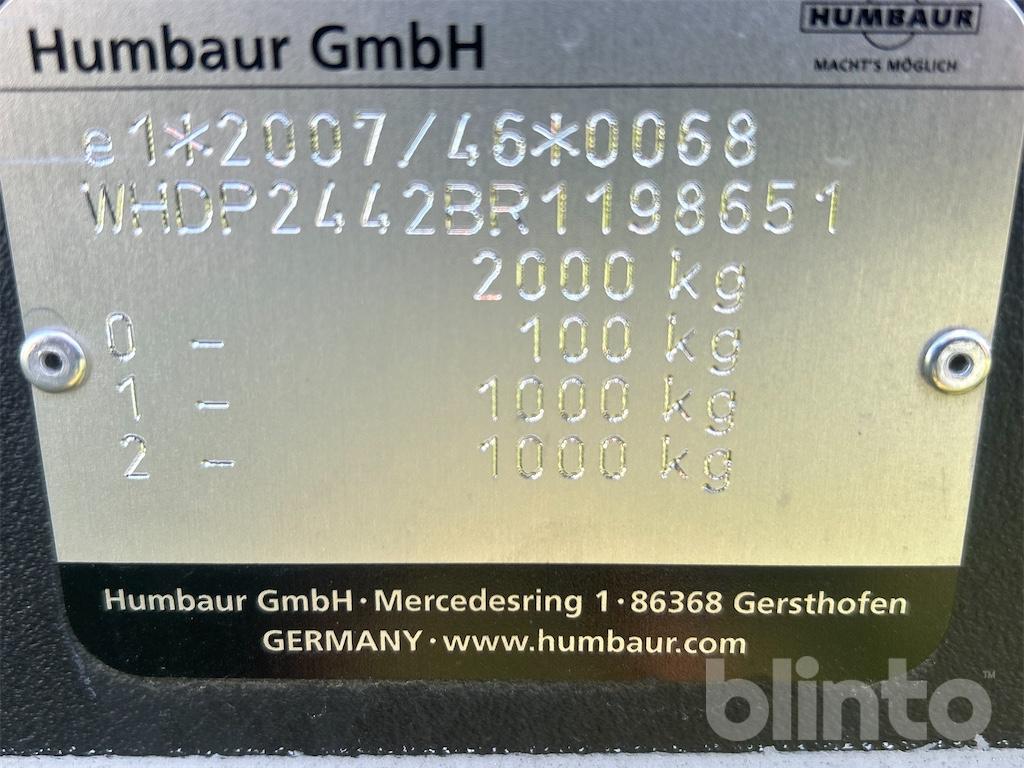 Humbaur GmbH
HUMBAUR
MACHT'S MÖGLICH
e1*2007/46*0068
WHDP2442BR1198651
2000 kg
0 - 100 kg
1 - 1000 kg
2 - 1000 kg
Humbaur GmbH · Mercedesring 1 · 86368 Gersthofen
GERMANY · www.humbaur.com
blinto™